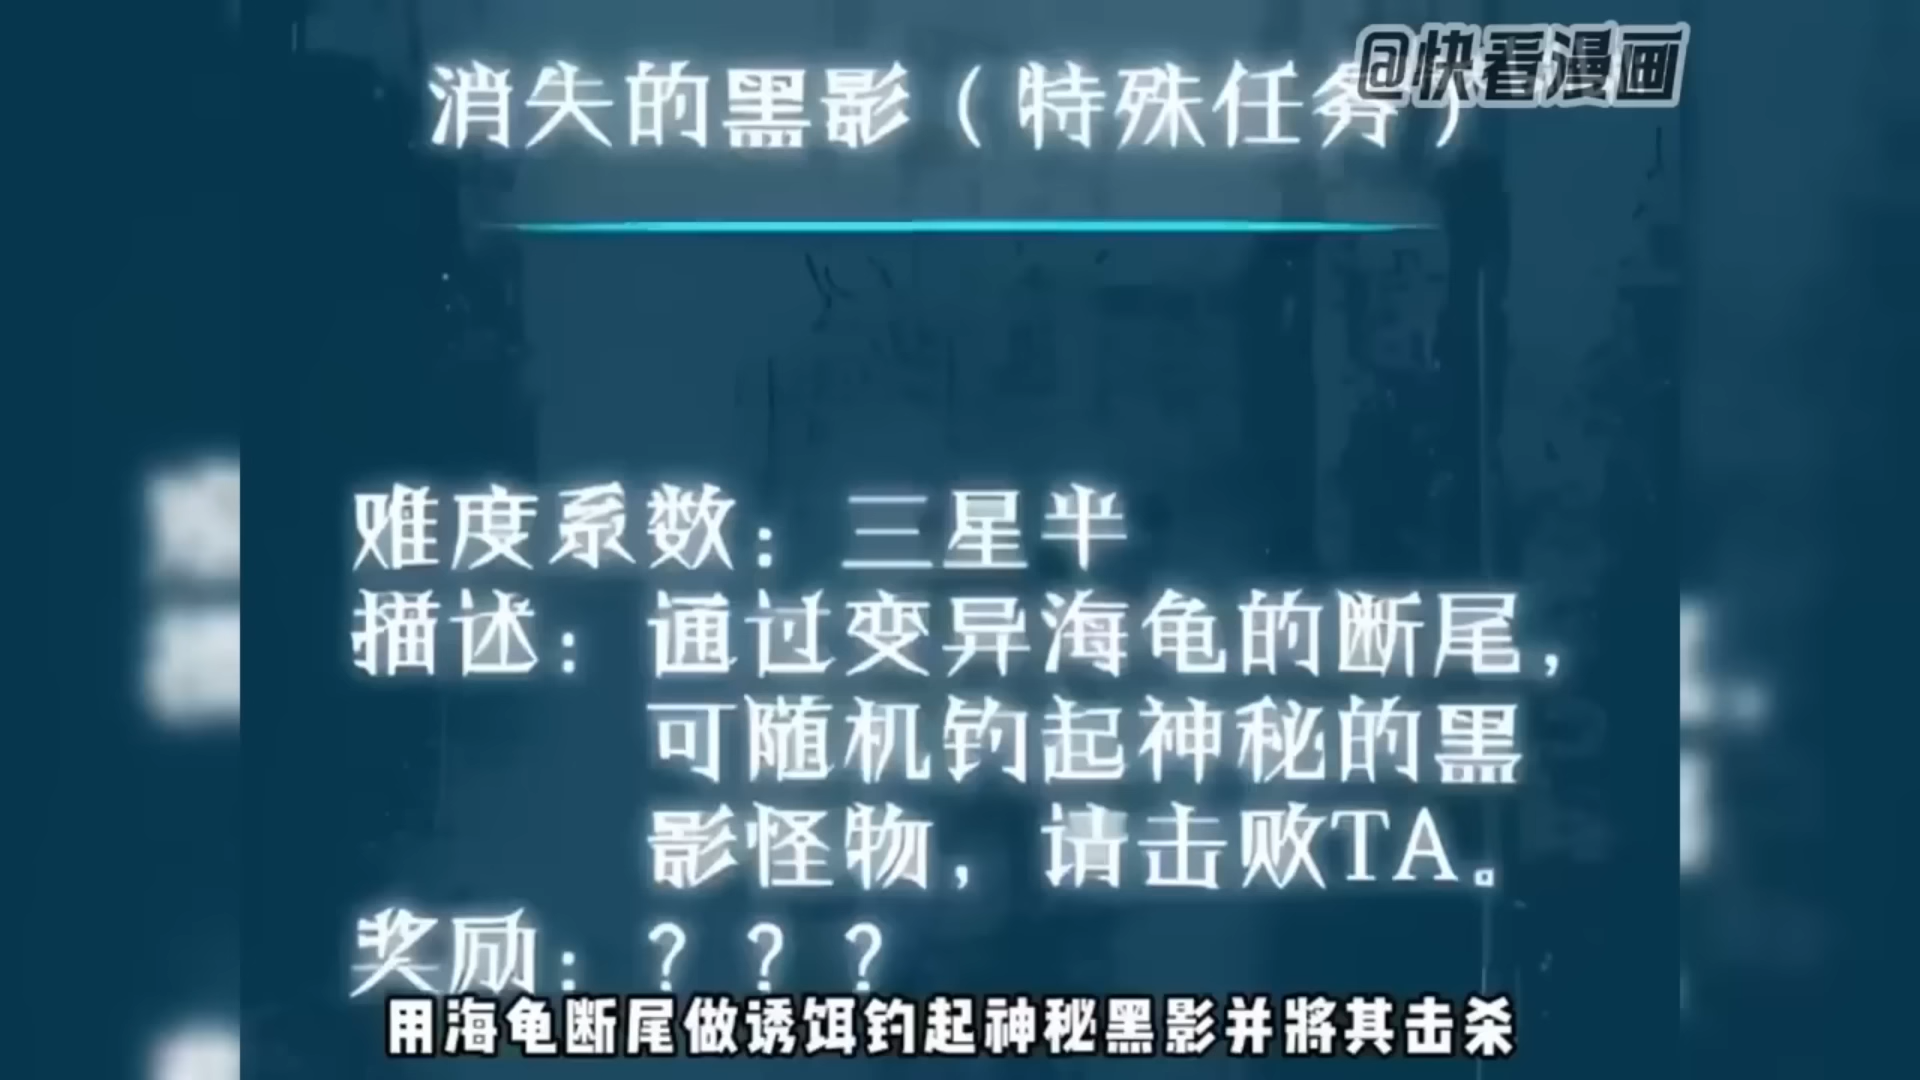 @快看漫画
消失的黑影（特殊任务）
难度系数：三星半
描述：通过变异海龟的断尾，
可随机钓起神秘的黑
影怪物，请击败TA。
奖励：？？？
用海龟断尾做诱饵钓起神秘黑影并將其击杀